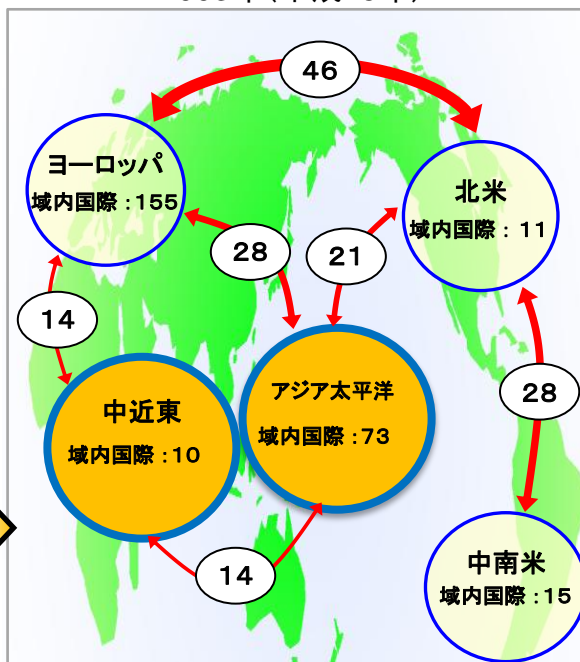 46
ヨーロッパ
域内国際：155
北米
域内国際： 11
28
21
14
中近東
域内国際：10
アジア太平洋
域内国際：73
28
14
中南米
域内国際：15